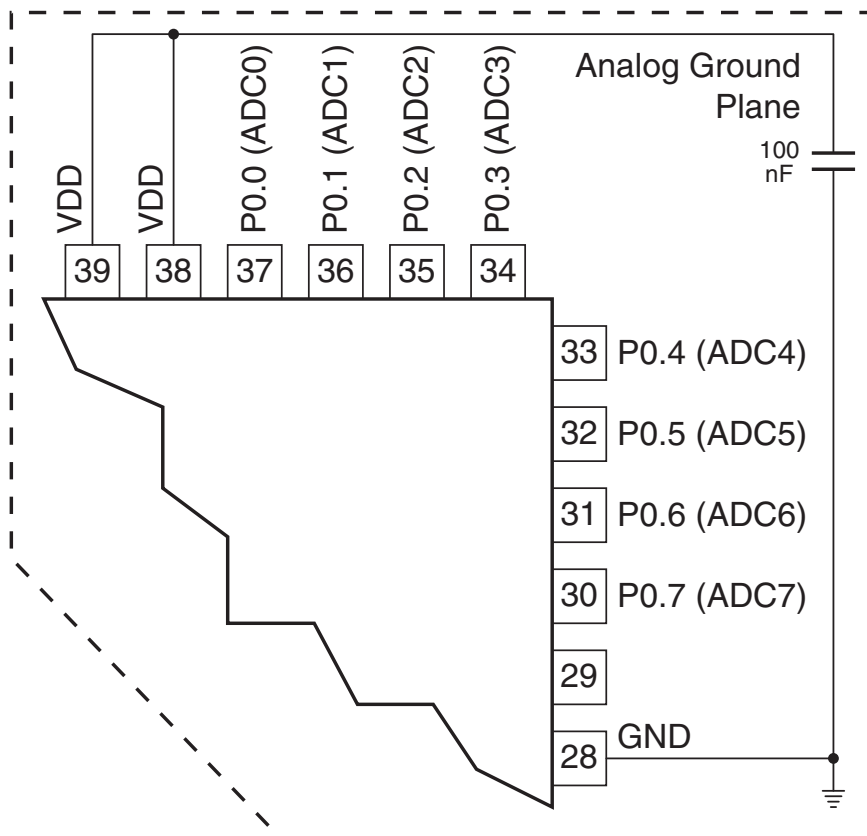 Analog Ground
Plane
100
nF
VDD
VDD
P0.0 (ADC0)
P0.1 (ADC1)
P0.2 (ADC2)
P0.3 (ADC3)
39
38
37
36
35
34
33 P0.4 (ADC4)
32 P0.5 (ADC5)
31 P0.6 (ADC6)
30 P0.7 (ADC7)
29
28 GND